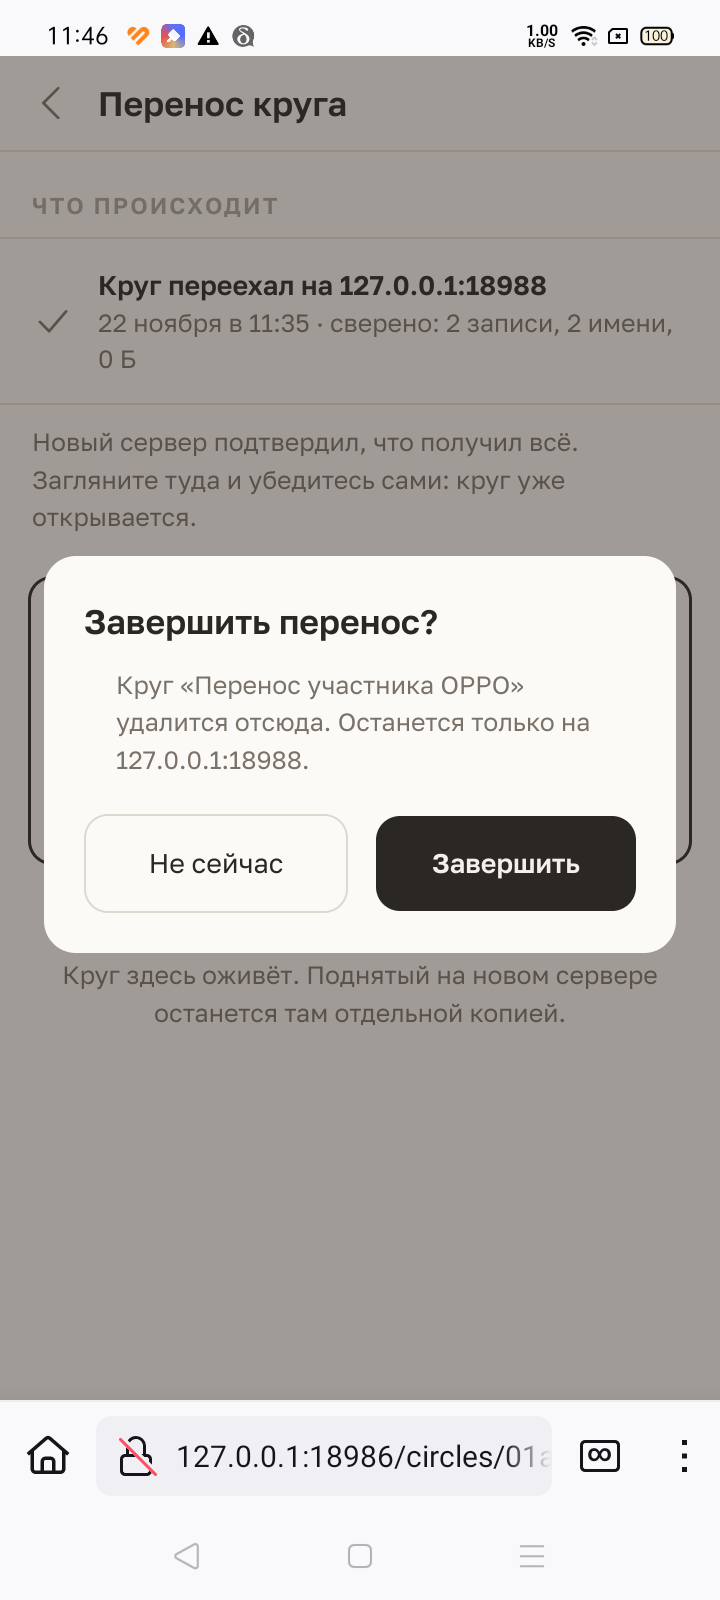 11:46
1.00
KB/S
100
Перенос круга
ЧТО ПРОИСХОДИТ
Круг переехал на 127.0.0.1:18988
22 ноября в 11:35 · сверено: 2 записи, 2 имени,
0 Б
Новый сервер подтвердил, что получил всё.
Загляните туда и убедитесь сами: круг уже
открывается.
Завершить перенос?
Круг «Перенос участника OPPO»
удалится отсюда. Останется только на
127.0.0.1:18988.
Не сейчас
Завершить
Круг здесь оживёт. Поднятый на новом сервере
останется там отдельной копией.
127.0.0.1:18986/circles/01a